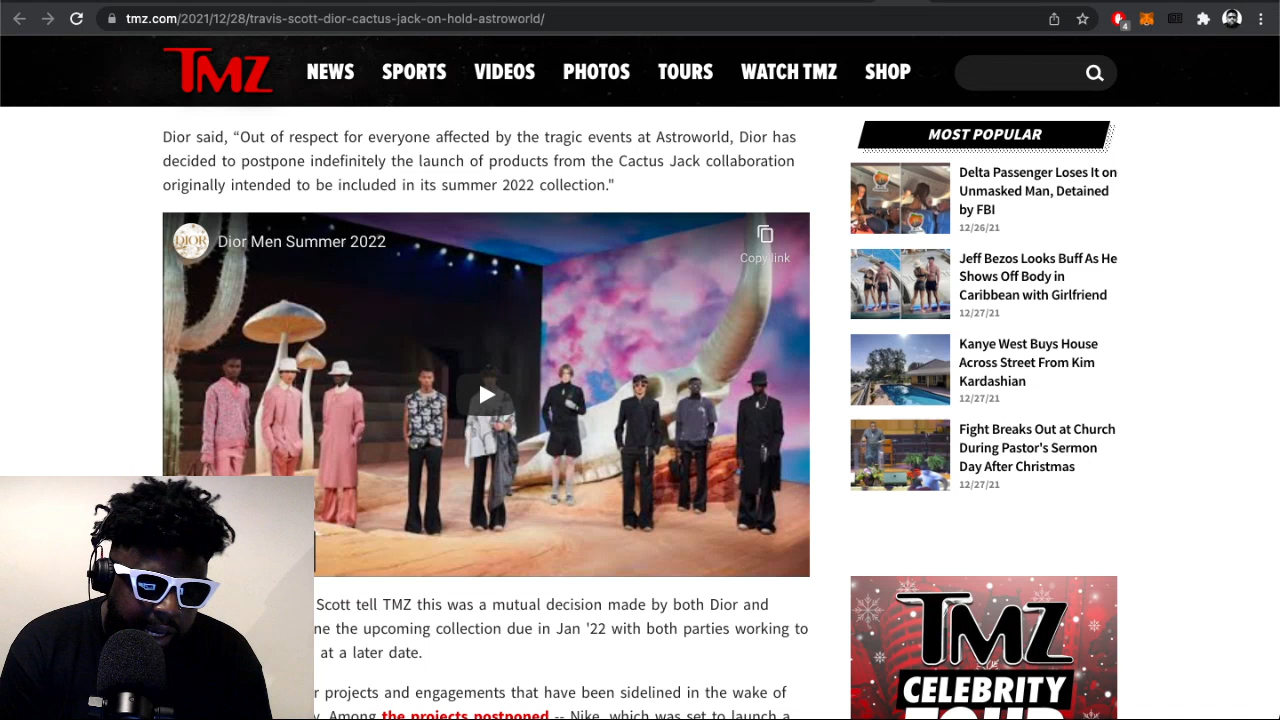 tmz.com/2021/12/28/travis-scott-dior-cactus-jack-on-hold-astroworld/
4
TMZ
NEWS SPORTS VIDEOS PHOTOS TOURS WATCH TMZ SHOP
Dior said, “Out of respect for everyone affected by the tragic events at Astroworld, Dior has
decided to postpone indefinitely the launch of products from the Cactus Jack collaboration
originally intended to be included in its summer 2022 collection."
DIOR
Dior Men Summer 2022
Copy link
Scott tell TMZ this was a mutual decision made by both Dior and
ne the upcoming collection due in Jan '22 with both parties working to
at a later date.
r projects and engagements that have been sidelined in the wake of
Among the projects postponed -- Nike, which was set to launch a
MOST POPULAR
Delta Passenger Loses It on
Unmasked Man, Detained
by FBI
12/26/21
Jeff Bezos Looks Buff As He
Shows Off Body in
Caribbean with Girlfriend
12/27/21
Kanye West Buys House
Across Street From Kim
Kardashian
12/27/21
Fight Breaks Out at Church
During Pastor's Sermon
Day After Christmas
12/27/21
TMZ
CELEBRITY
TOUR